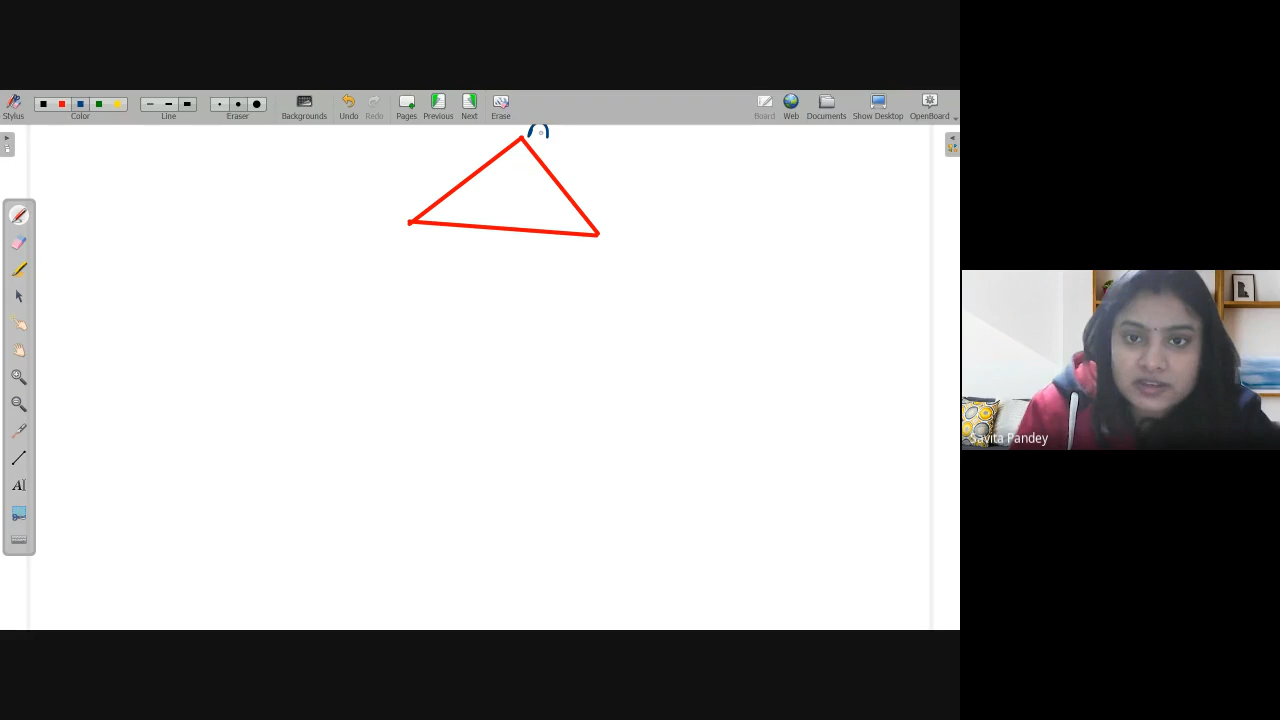 Stylus
Color
Line
Eraser
Backgrounds
Undo
Redo
Pages
Previous
Next
Erase
Board
Web
Documents
Show Desktop
OpenBoard
AI
Savita Pandey